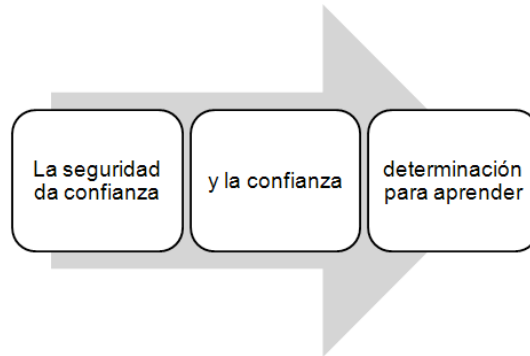 La seguridad
da confianza
y la confianza
determinación
para aprender